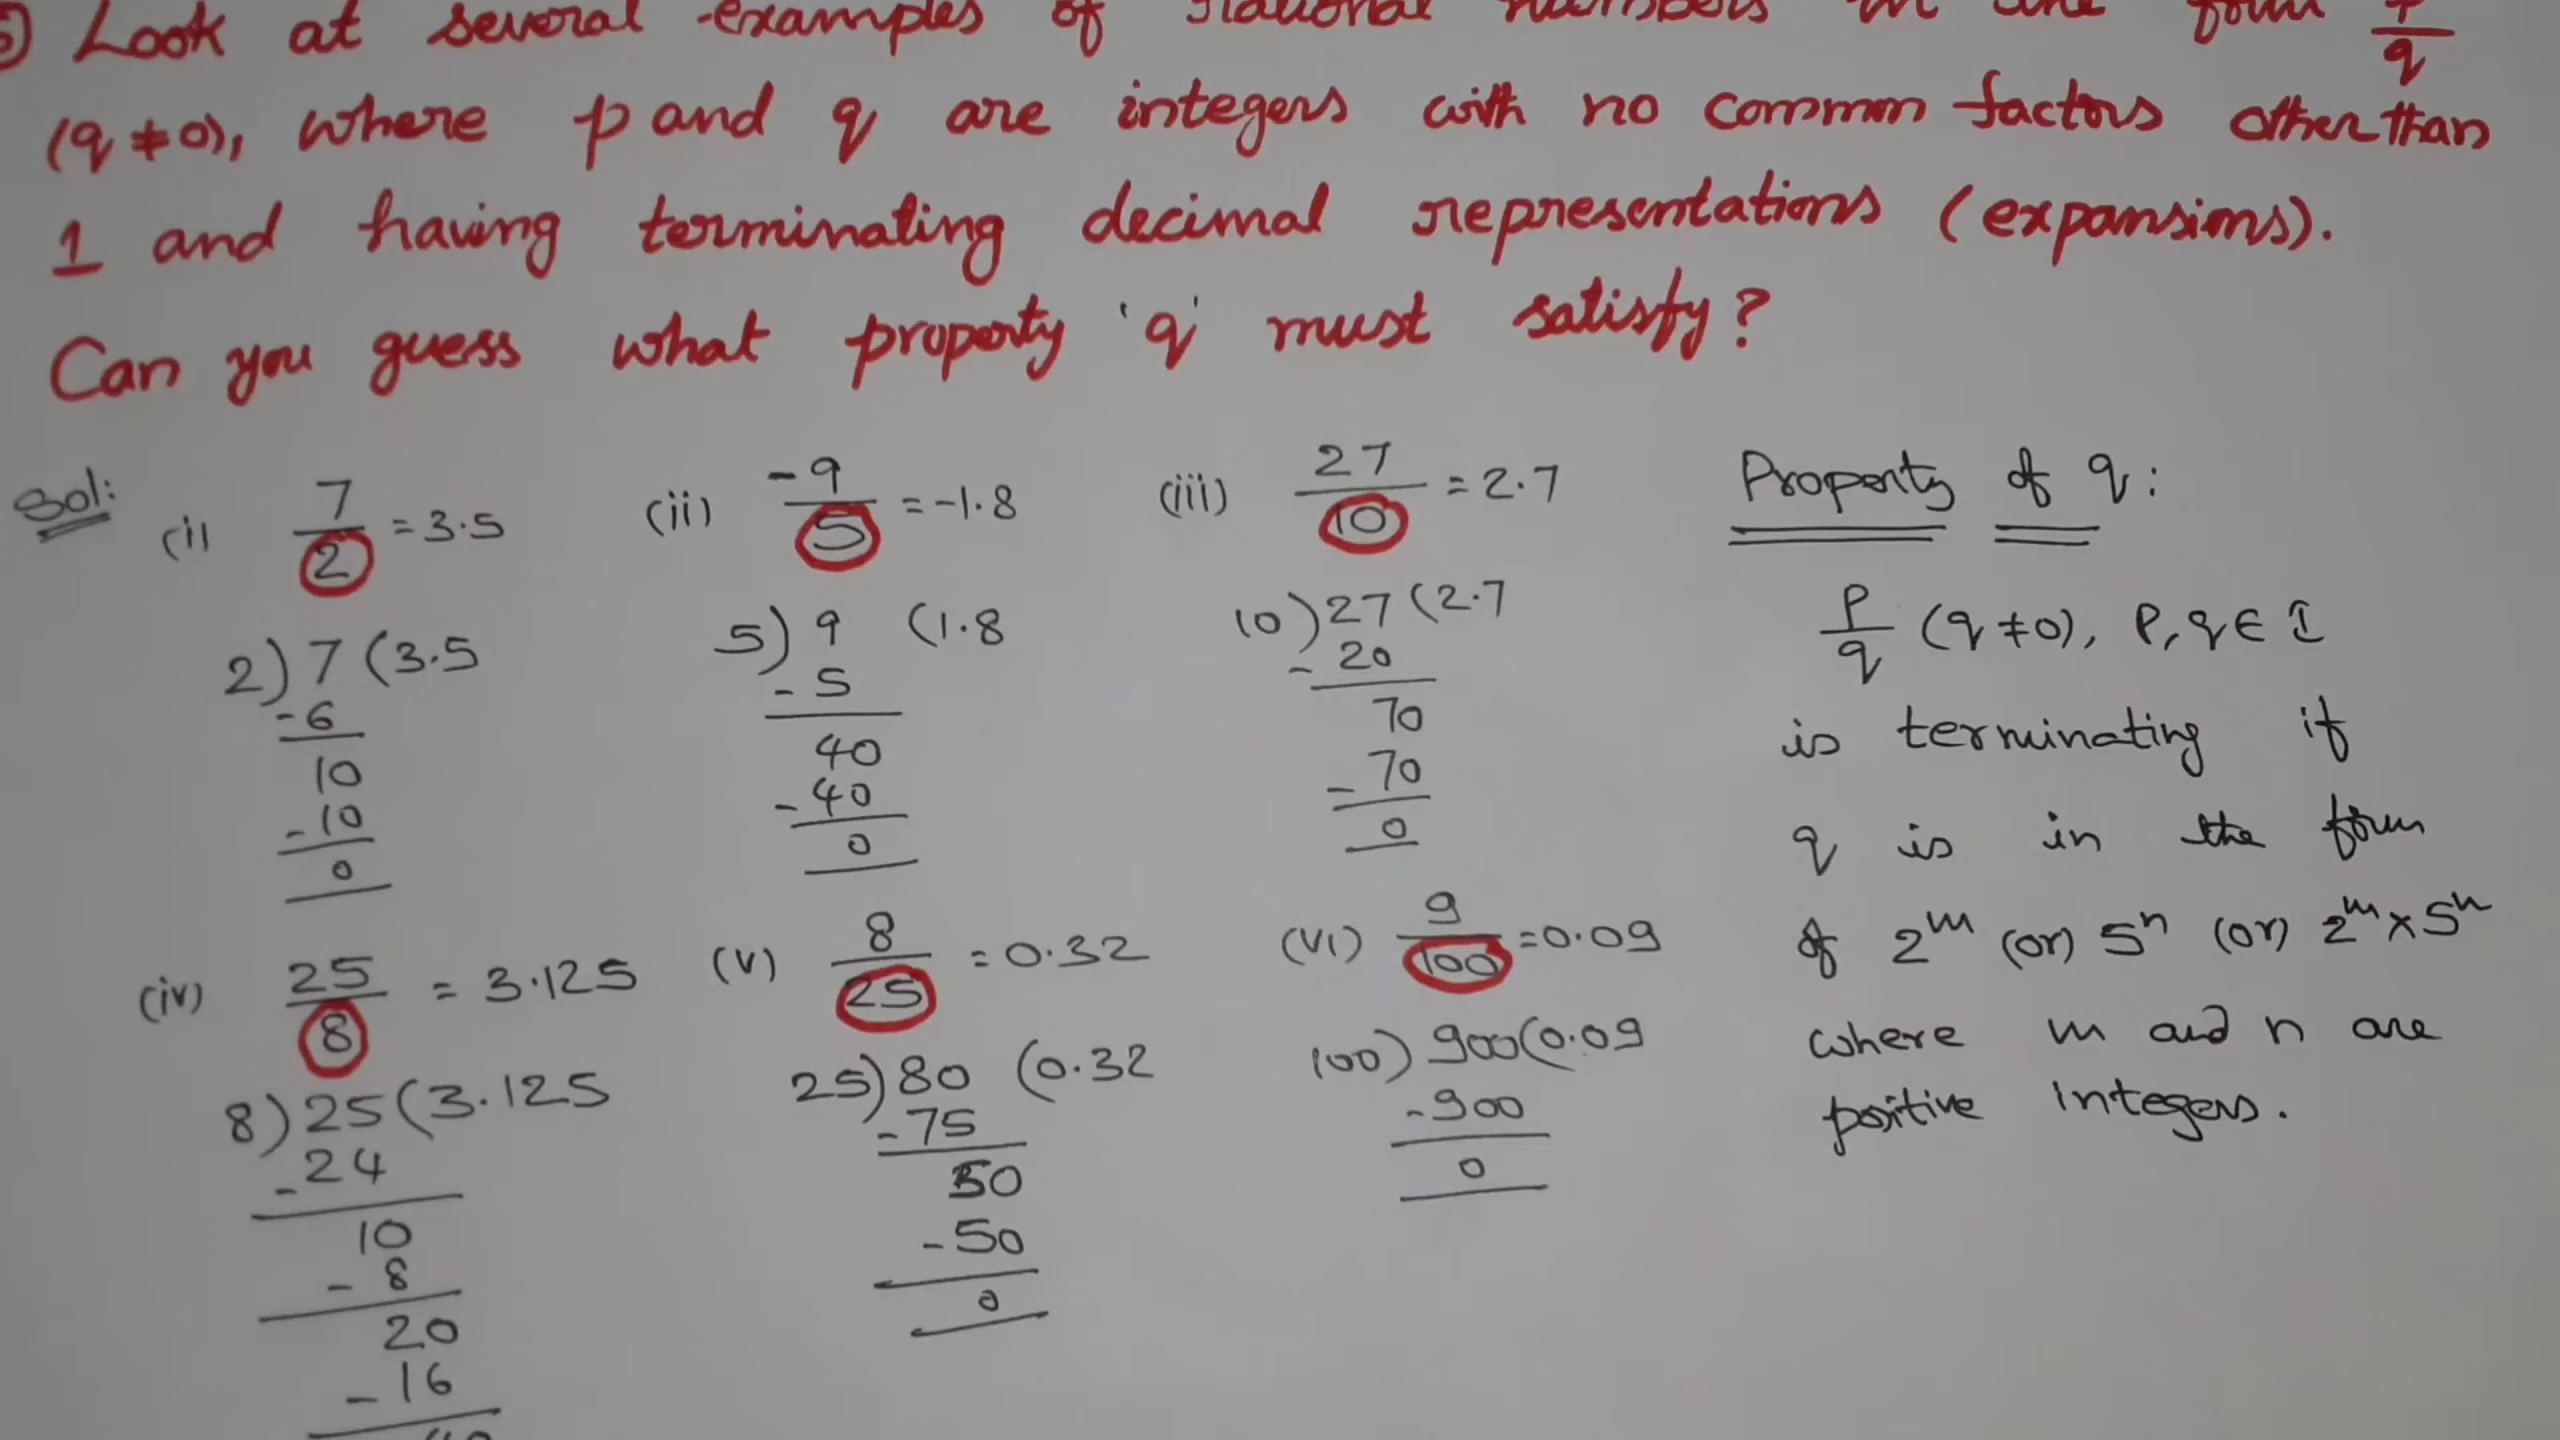 Look at several examples of rational numbers in the form p/q
(q ≠ 0), where p and q are integers with no common factors other than
1 and having terminating decimal representations (expansions).
Can you guess what property 'q' must satisfy?
Sol:
(i) 7/2 = 3.5
2) 7 (3.5
-6
10
-10
0
(ii) -9/5 = -1.8
5) 9 (1.8
-5
40
-40
0
(iii) 27/10 = 2.7
10) 27 (2.7
-20
70
-70
0
(iv) 25/8 = 3.125
8) 25 (3.125
-24
10
-8
20
-16
(v) 8/25 = 0.32
25) 80 (0.32
-75
50
-50
0
(vi) 9/100 = 0.09
100) 900 (0.09
-900
0
Property of q:
p/q (q ≠ 0), p, q ∈ I
is terminating if
q is in the form
of 2^m (or) 5^n (or) 2^m × 5^n
where m and n are
positive integers.